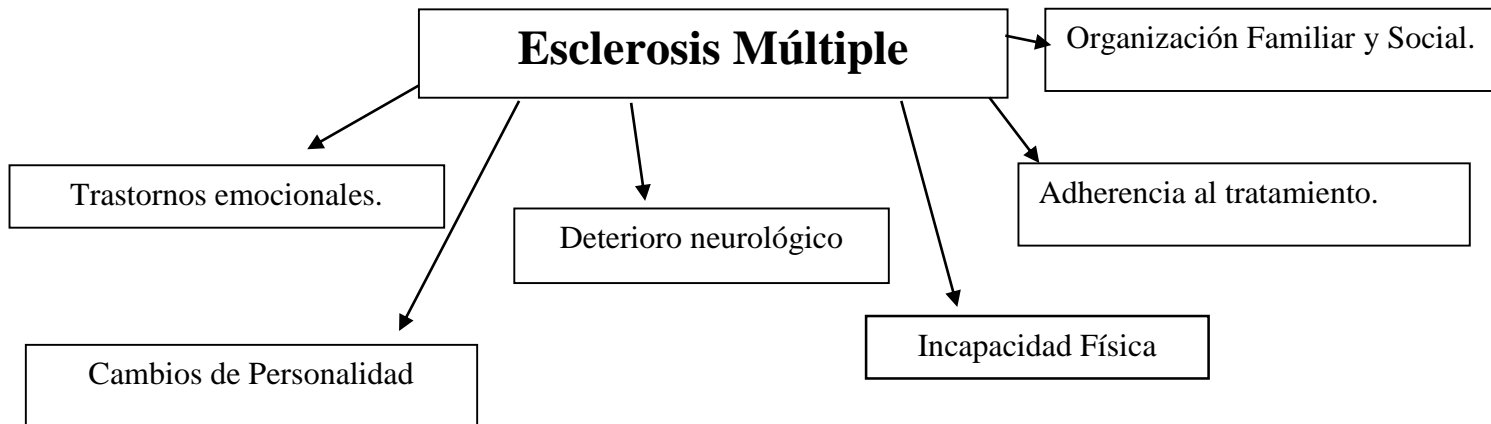 Esclerosis Múltiple
Organización Familiar y Social.
Trastornos emocionales.
Adherencia al tratamiento.
Deterioro neurológico
Incapacidad Física
Cambios de Personalidad